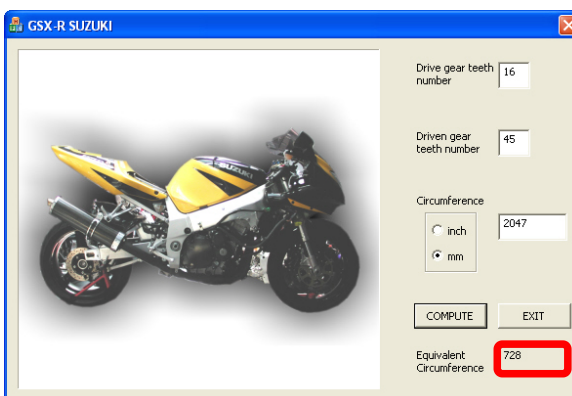 GSX-R SUZUKI
Drive gear teeth
number
16
Driven gear
teeth number
45
Circumference
inch
mm
2047
COMPUTE
EXIT
Equivalent
Circumference
728
SUZUKI